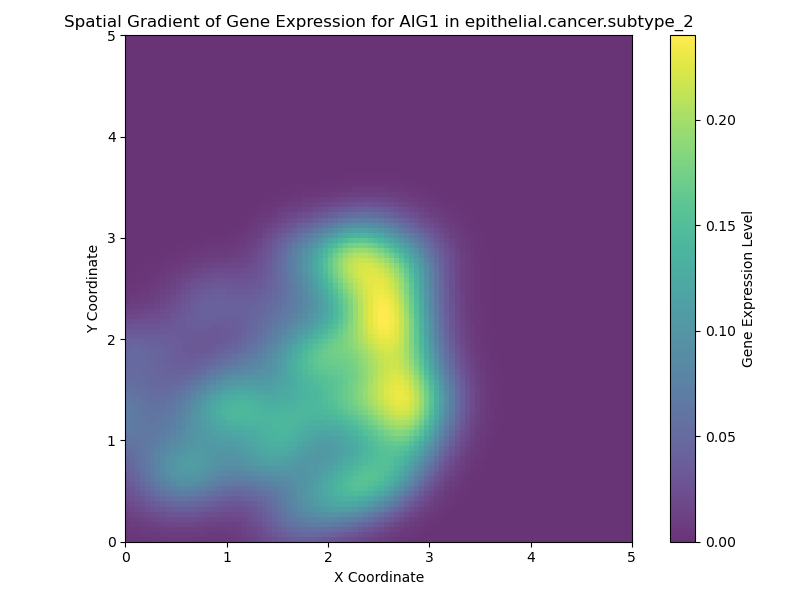 Spatial Gradient of Gene Expression for AIG1 in epithelial.cancer.subtype_2
5
4
3
2
1
0
Y Coordinate
0 1 2 3 4 5
X Coordinate
0.20
0.15
0.10
0.05
0.00
Gene Expression Level